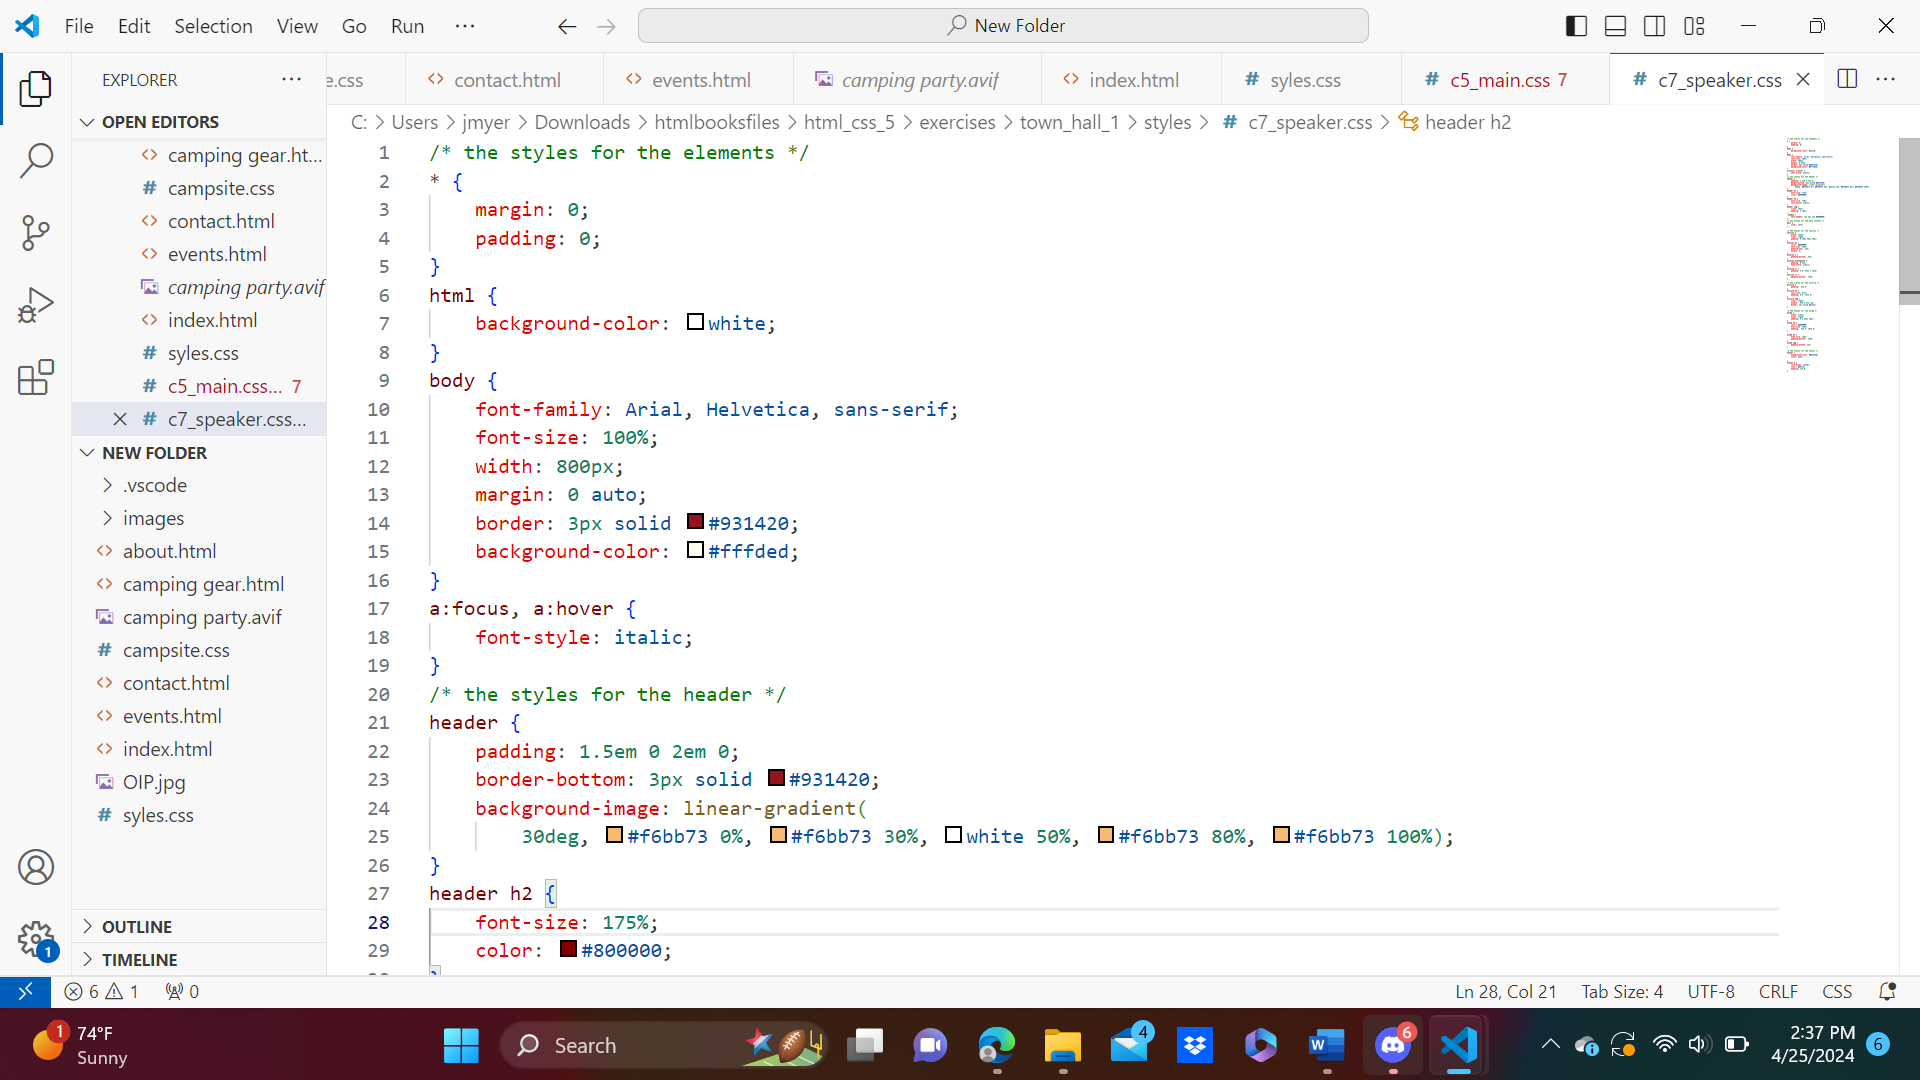 File Edit Selection View Go Run ··· New Folder
EXPLORER ···
e.css contact.html events.html camping party.avif index.html syles.css c5_main.css 7 c7_speaker.css ···
OPEN EDITORS
camping gear.ht...
campsite.css
contact.html
events.html
camping party.avif
index.html
syles.css
c5_main.css... 7
c7_speaker.css...
NEW FOLDER
.vscode
images
about.html
camping gear.html
camping party.avif
campsite.css
contact.html
events.html
index.html
OIP.jpg
syles.css
OUTLINE
TIMELINE
1
C: > Users > jmyer > Downloads > htmlbooksfiles > html_css_5 > exercises > town_hall_1 > styles > # c7_speaker.css > header h2
1 /* the styles for the elements */
2 * {
3 margin: 0;
4 padding: 0;
5 }
6 html {
7 background-color: white;
8 }
9 body {
10 font-family: Arial, Helvetica, sans-serif;
11 font-size: 100%;
12 width: 800px;
13 margin: 0 auto;
14 border: 3px solid #931420;
15 background-color: #fffded;
16 }
17 a:focus, a:hover {
18 font-style: italic;
19 }
20 /* the styles for the header */
21 header {
22 padding: 1.5em 0 2em 0;
23 border-bottom: 3px solid #931420;
24 background-image: linear-gradient(
25 30deg, #f6bb73 0%, #f6bb73 30%, white 50%, #f6bb73 80%, #f6bb73 100%);
26 }
27 header h2 {
28 font-size: 175%;
29 color: #800000;
}
6 1 0 Ln 28, Col 21 Tab Size: 4 UTF-8 CRLF CSS
1 74°F
Sunny
Search
4
W
6
2:37 PM
4/25/2024
6